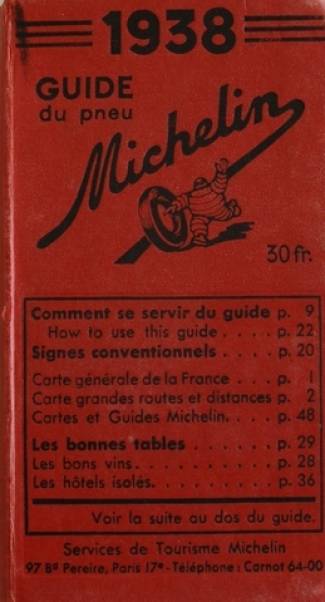 1938
GUIDE
du pneu
Michelin
30 fr.
Comment se servir du guide p. 9
How to use this guide . . . . p. 22
Signes conventionnels . . . . p. 20
Carte générale de la France . . . p. 1
Carte grandes routes et distances p. 2
Cartes et Guides Michelin. . . . p. 48
Les bonnes tables . . . . . . . p. 29
Les bons vins. . . . . . . . . . p. 28
Les hôtels isolés. . . . . . . . . p. 36
Voir la suite au dos du guide.
Services de Tourisme Michelin
97 Bd Pereire, Paris 17e - Téléphone : Carnot 64-00